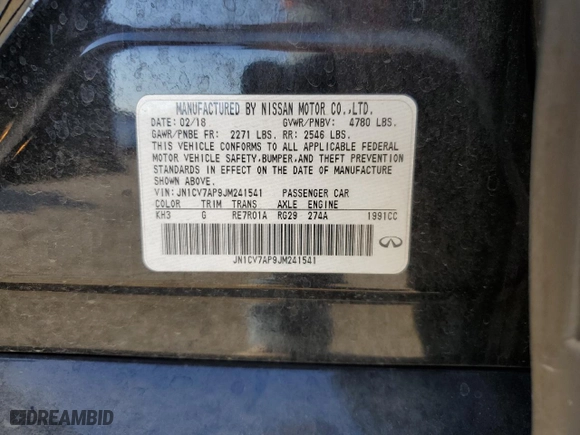 MANUFACTURED BY NISSAN MOTOR CO.,LTD.
DATE: 02/18 GVWR/PNBV: 4780 LBS.
GAWR/PNBE FR: 2271 LBS. RR: 2546 LBS.
THIS VEHICLE CONFORMS TO ALL APPLICABLE FEDERAL
MOTOR VEHICLE SAFETY,BUMPER,AND THEFT PREVENTION
STANDARDS IN EFFECT ON THE DATE OF MANUFACTURE
SHOWN ABOVE.
VIN: JN1CV7AP9JM241541 PASSENGER CAR
COLOR TRIM TRANS AXLE ENGINE
KH3 G RE7R01A RG29 274A 1991CC
JN1CV7AP9JM241541
DREAMBID